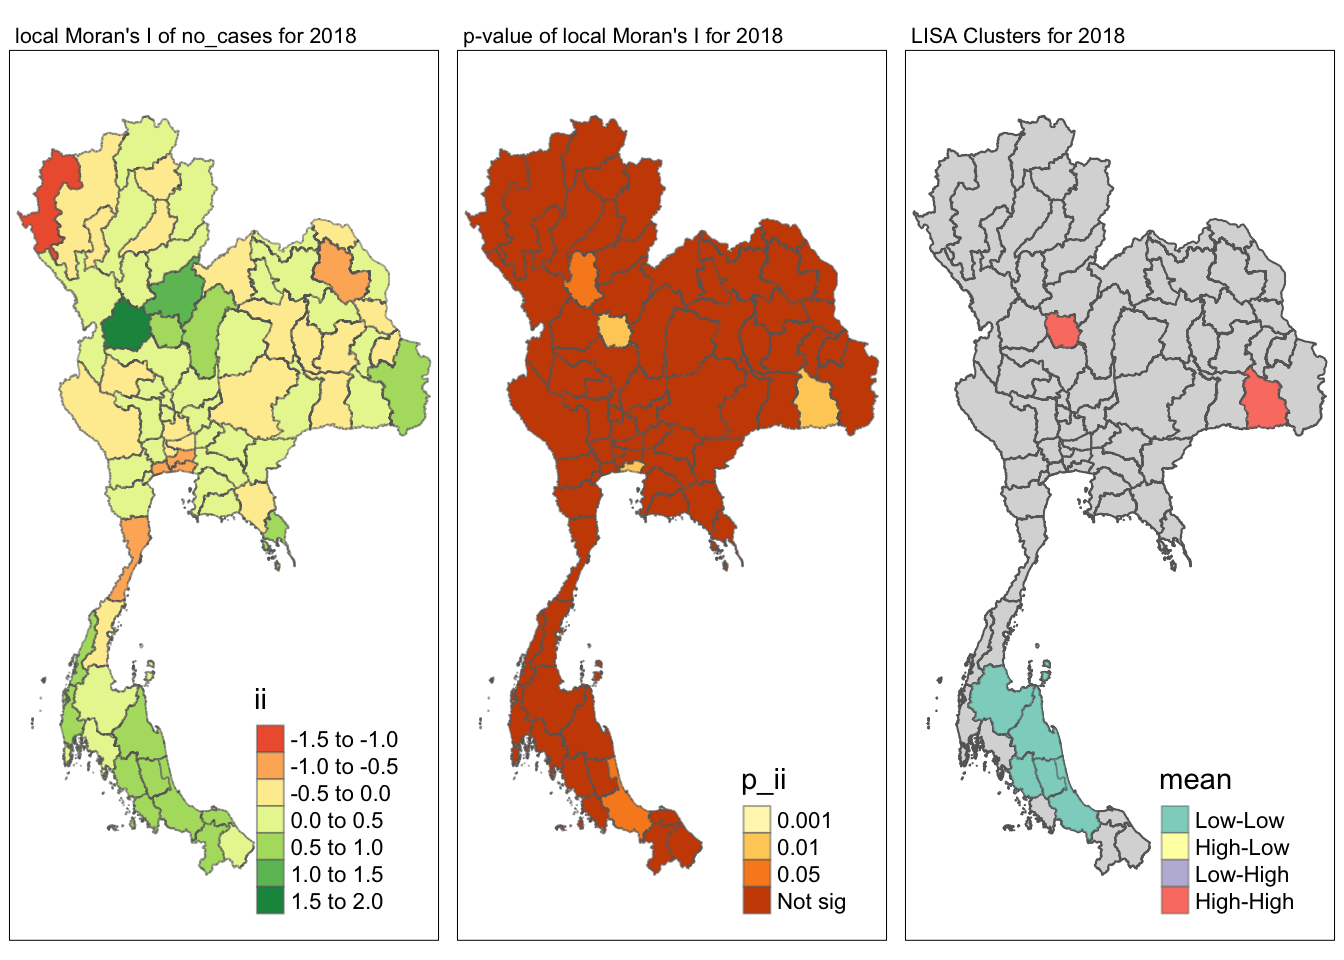 local Moran's I of no_cases for 2018
p-value of local Moran's I for 2018
LISA Clusters for 2018
ii
-1.5 to -1.0
-1.0 to -0.5
-0.5 to 0.0
0.0 to 0.5
0.5 to 1.0
1.0 to 1.5
1.5 to 2.0
p_ii
0.001
0.01
0.05
Not sig
mean
Low-Low
High-Low
Low-High
High-High